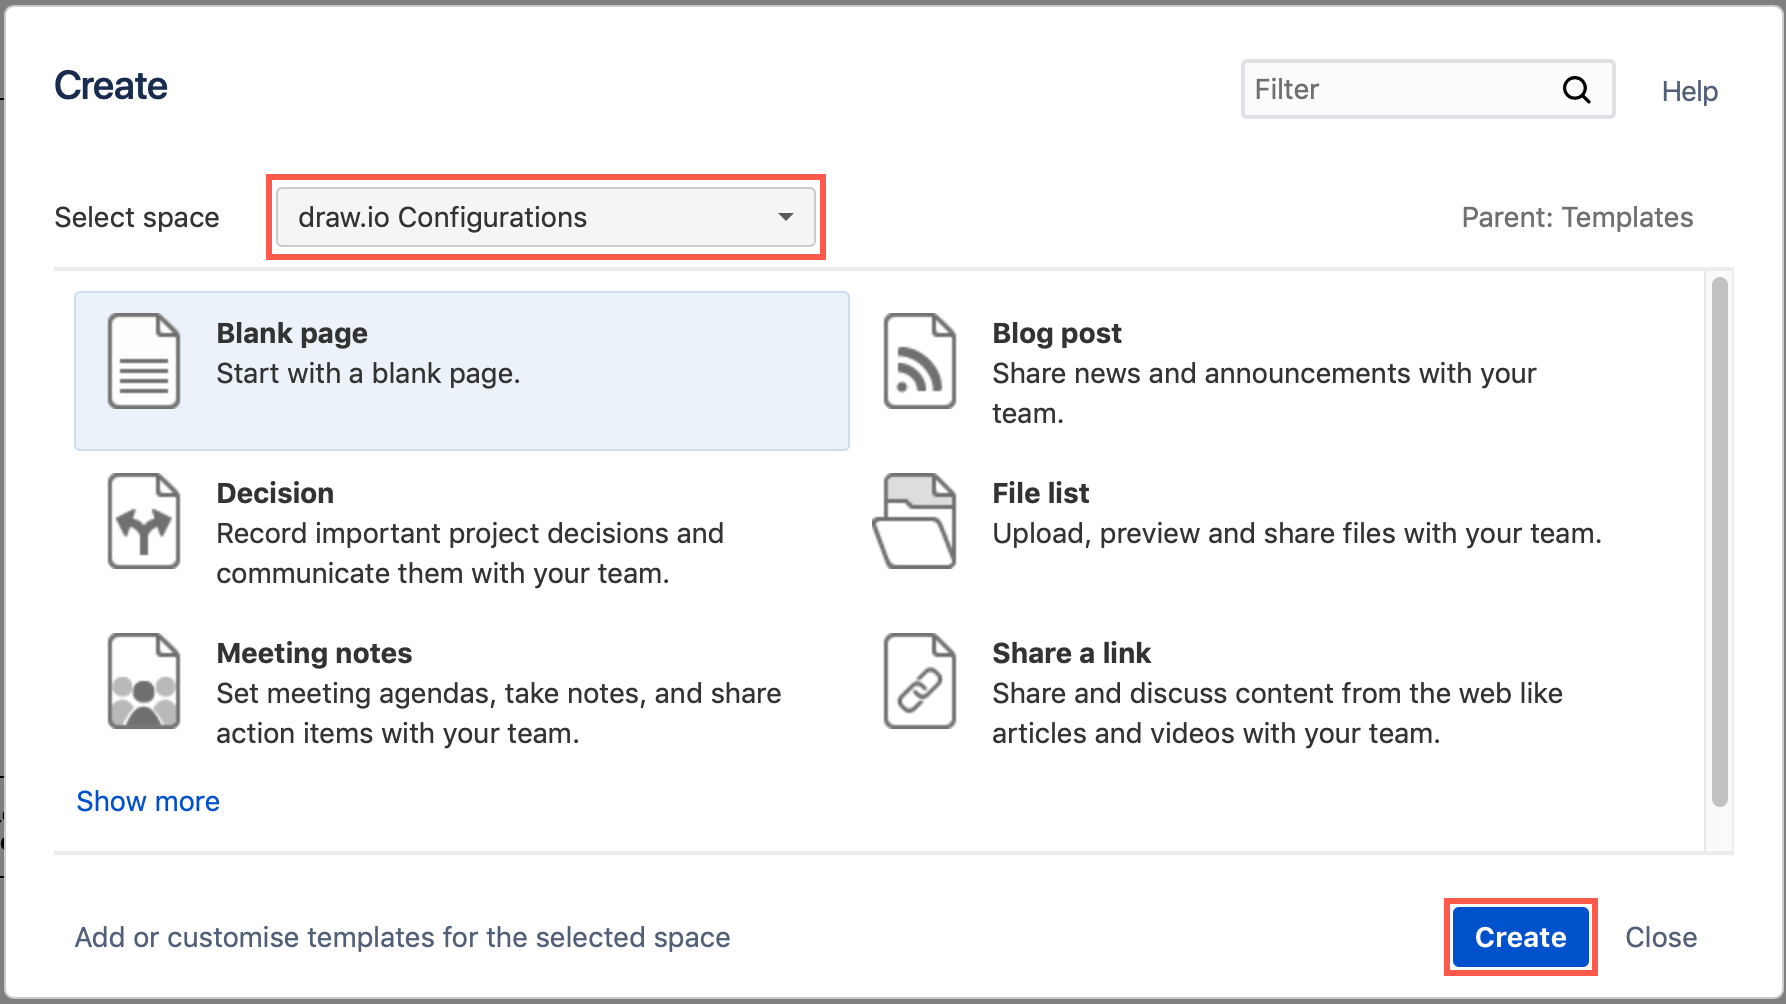 Create
Filter
Help
Select space
draw.io Configurations
Parent: Templates
Blank page
Start with a blank page.
Blog post
Share news and announcements with your
team.
Decision
Record important project decisions and
communicate them with your team.
File list
Upload, preview and share files with your team.
Meeting notes
Set meeting agendas, take notes, and share
action items with your team.
Share a link
Share and discuss content from the web like
articles and videos with your team.
Show more
Add or customise templates for the selected space
Create
Close